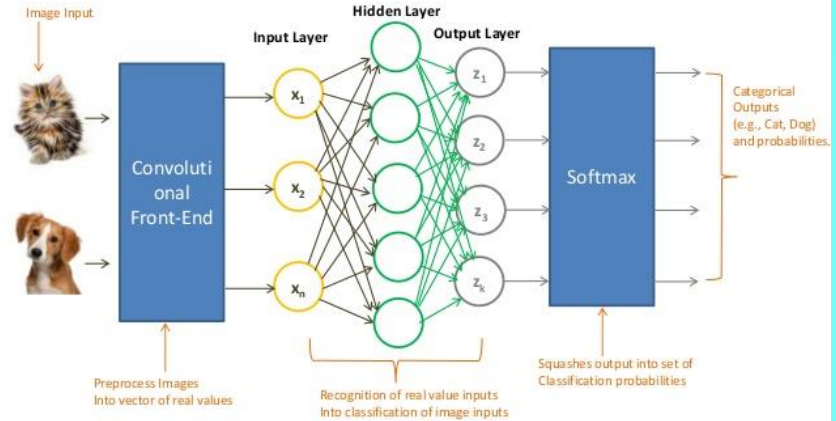 Image Input
Hidden Layer
Input Layer
Output Layer
Convoluti
onal
Front-End
x1
x2
xn
z1
z2
z3
zk
Softmax
Categorical
Outputs
(e.g., Cat, Dog)
and probabilities.
Preprocess Images
Into vector of real values
Recognition of real value inputs
Into classification of image inputs
Squashes output into set of
Classification probabilities